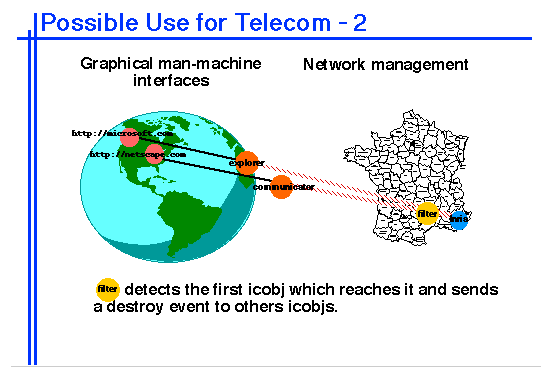 Possible Use for Telecom - 2
Graphical man-machine
interfaces
Network management
http://microsoft.com
http://netscape.com
explorer
communicator
filter
inria
filter detects the first icobj which reaches it and sends
a destroy event to others icobjs.